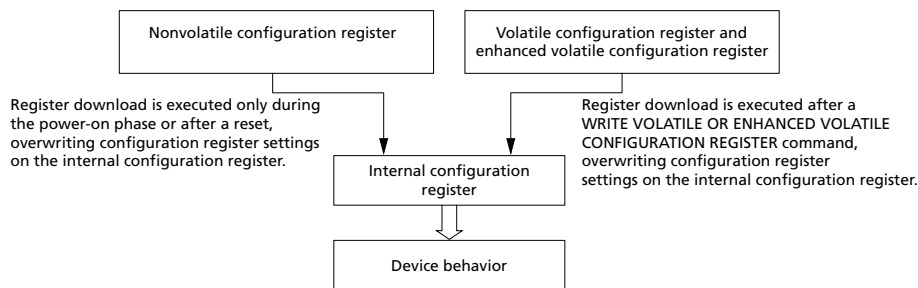 Nonvolatile configuration register
Volatile configuration register and
enhanced volatile configuration register
Register download is executed only during
the power-on phase or after a reset,
overwriting configuration register settings
on the internal configuration register.
Register download is executed after a
WRITE VOLATILE OR ENHANCED VOLATILE
CONFIGURATION REGISTER command,
overwriting configuration register
settings on the internal configuration register.
Internal configuration
register
Device behavior